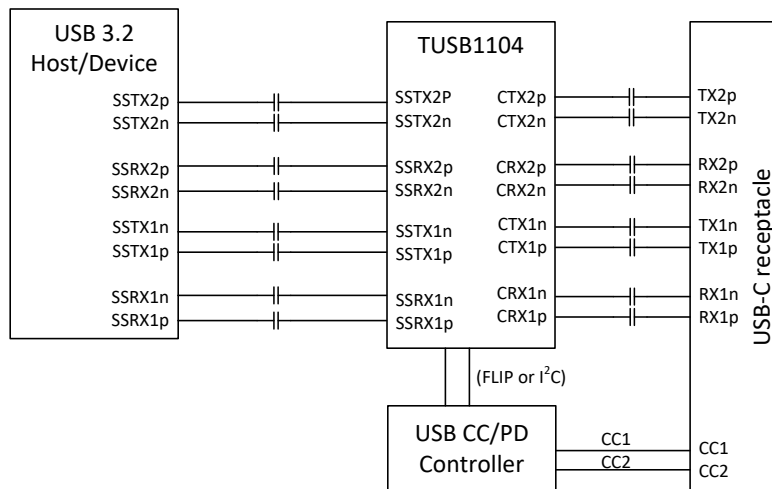 USB 3.2
Host/Device
SSTX2p
SSTX2n
SSRX2p
SSRX2n
SSTX1n
SSTX1p
SSRX1n
SSRX1p
TUSB1104
SSTX2P
SSTX2n
SSRX2p
SSRX2n
SSTX1n
SSTX1p
SSRX1n
SSRX1p
CTX2p
CTX2n
CRX2p
CRX2n
CTX1n
CTX1p
CRX1n
CRX1p
TX2p
TX2n
RX2p
RX2n
TX1n
TX1p
RX1n
RX1p
USB-C receptacle
(FLIP or I²C)
USB CC/PD
Controller
CC1
CC2
CC1
CC2